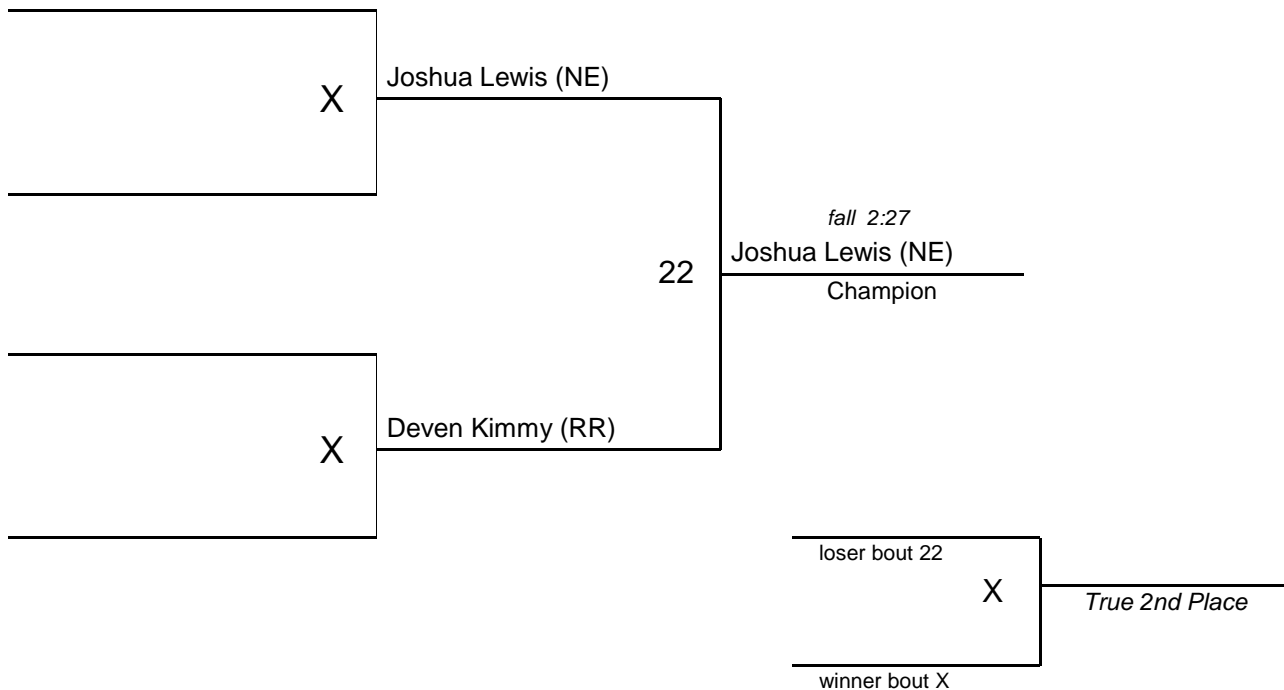 X
Joshua Lewis (NE)
fall 2:27
Joshua Lewis (NE)
22
Champion
X
Deven Kimmy (RR)
loser bout 22
X
True 2nd Place
winner bout X